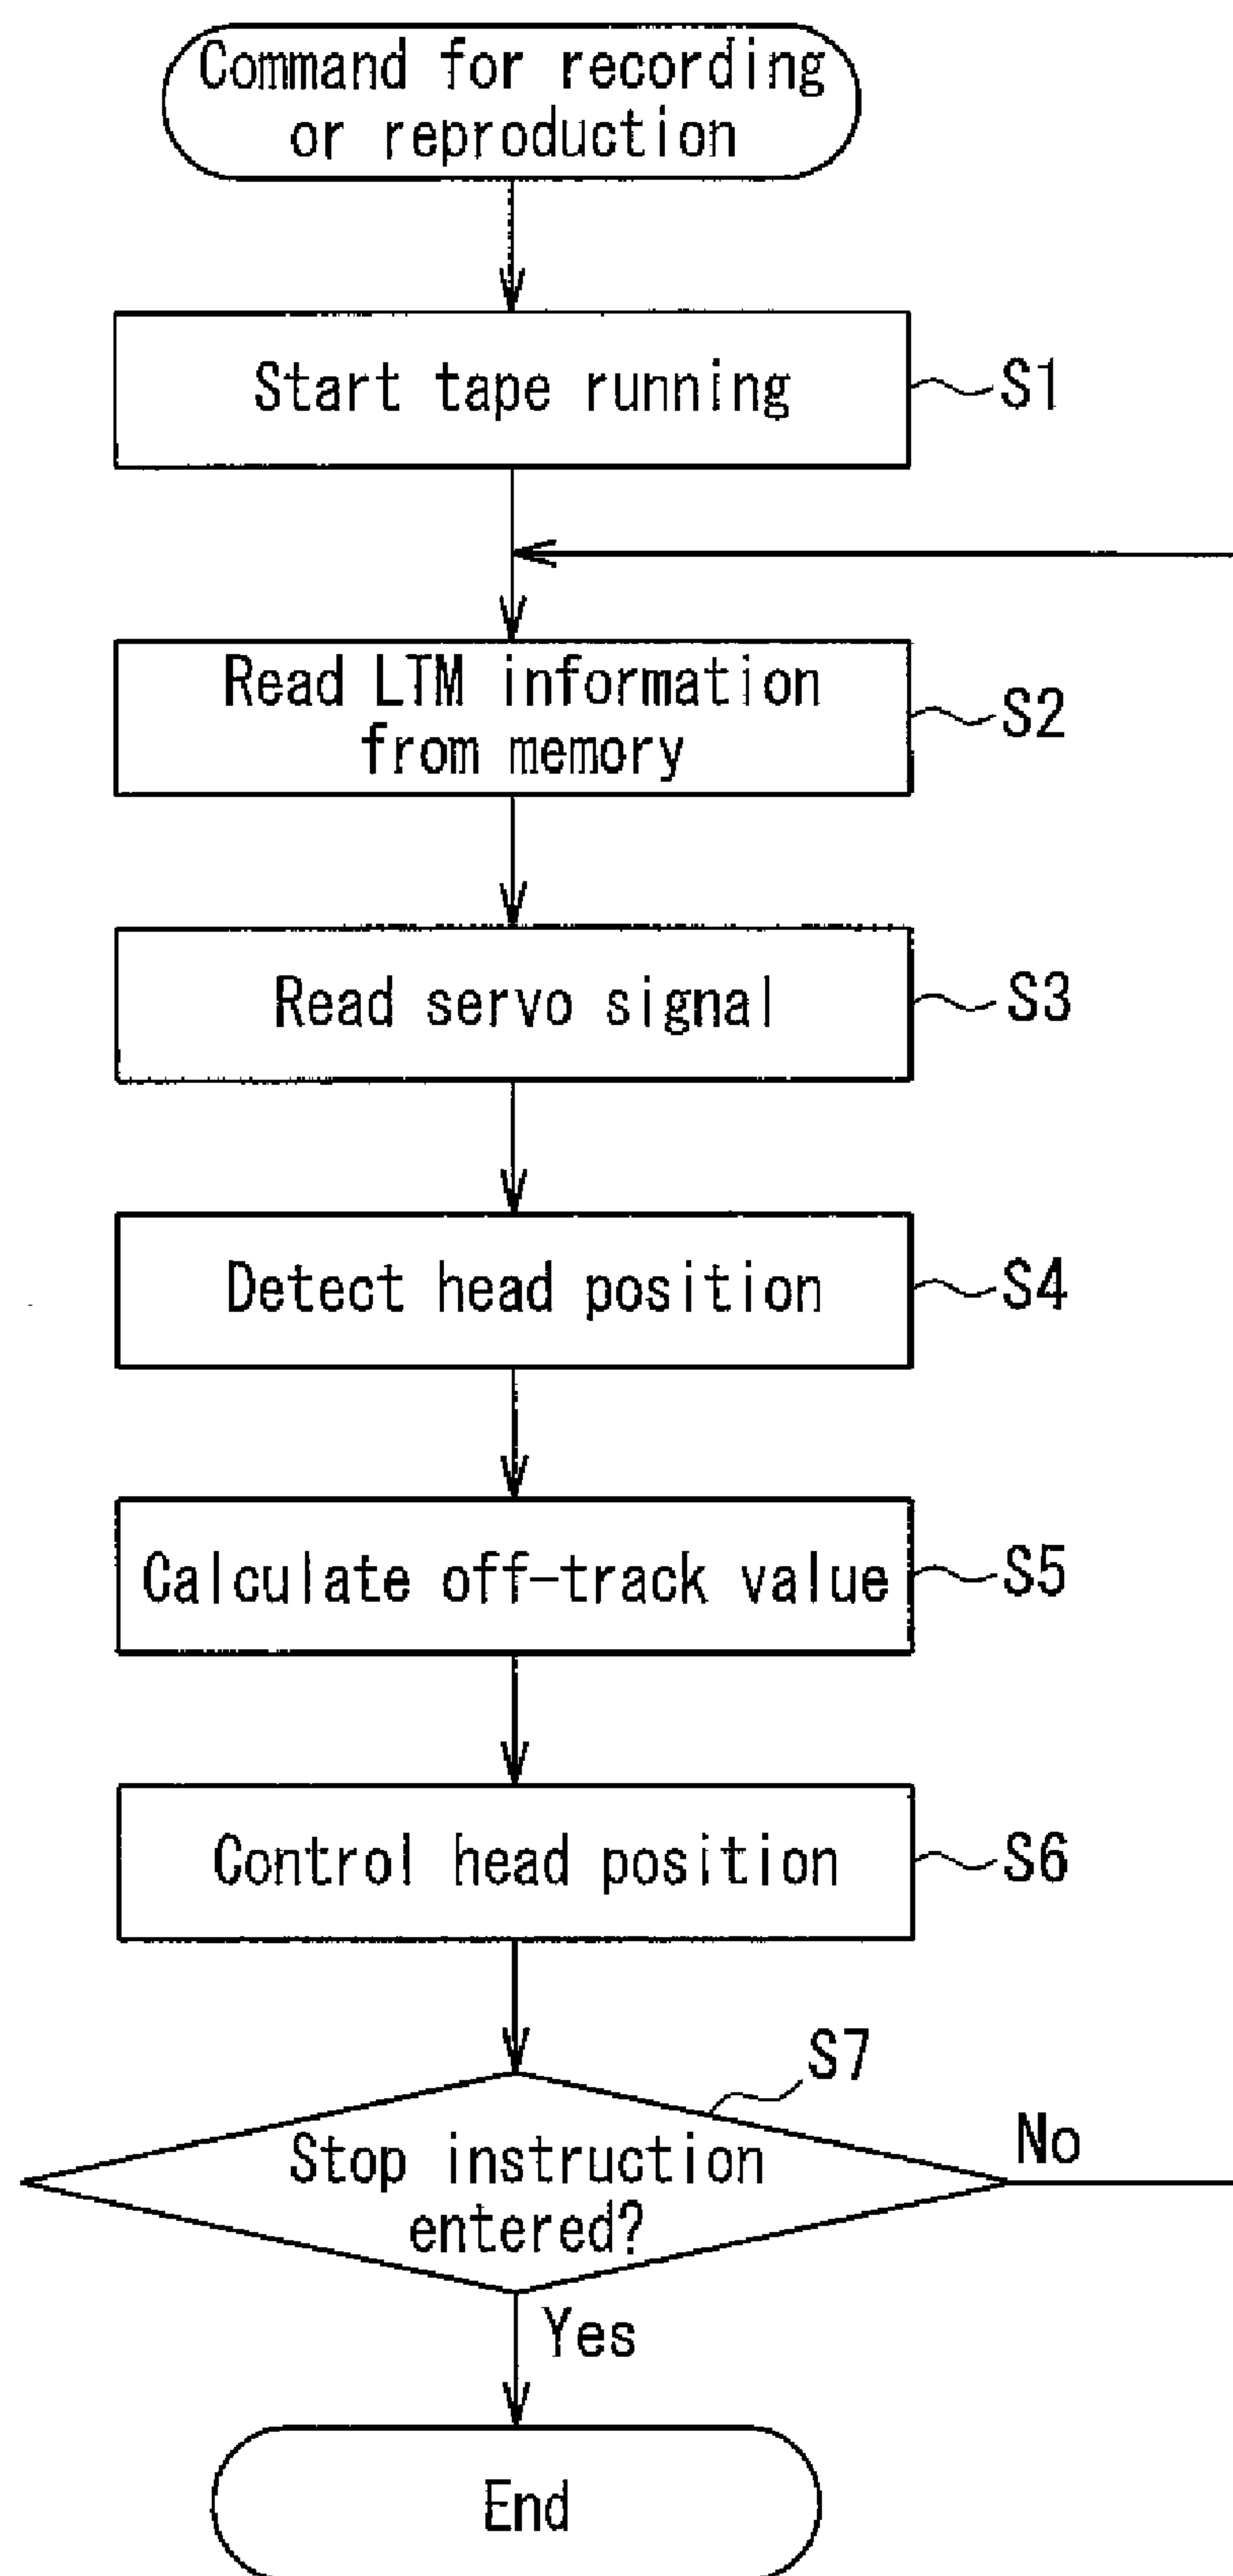 Command for recording
or reproduction
Start tape running
S1
Read LTM information
from memory
S2
Read servo signal
S3
Detect head position
S4
Calculate off-track value
S5
Control head position
S6
S7
Stop instruction
entered?
No
Yes
End